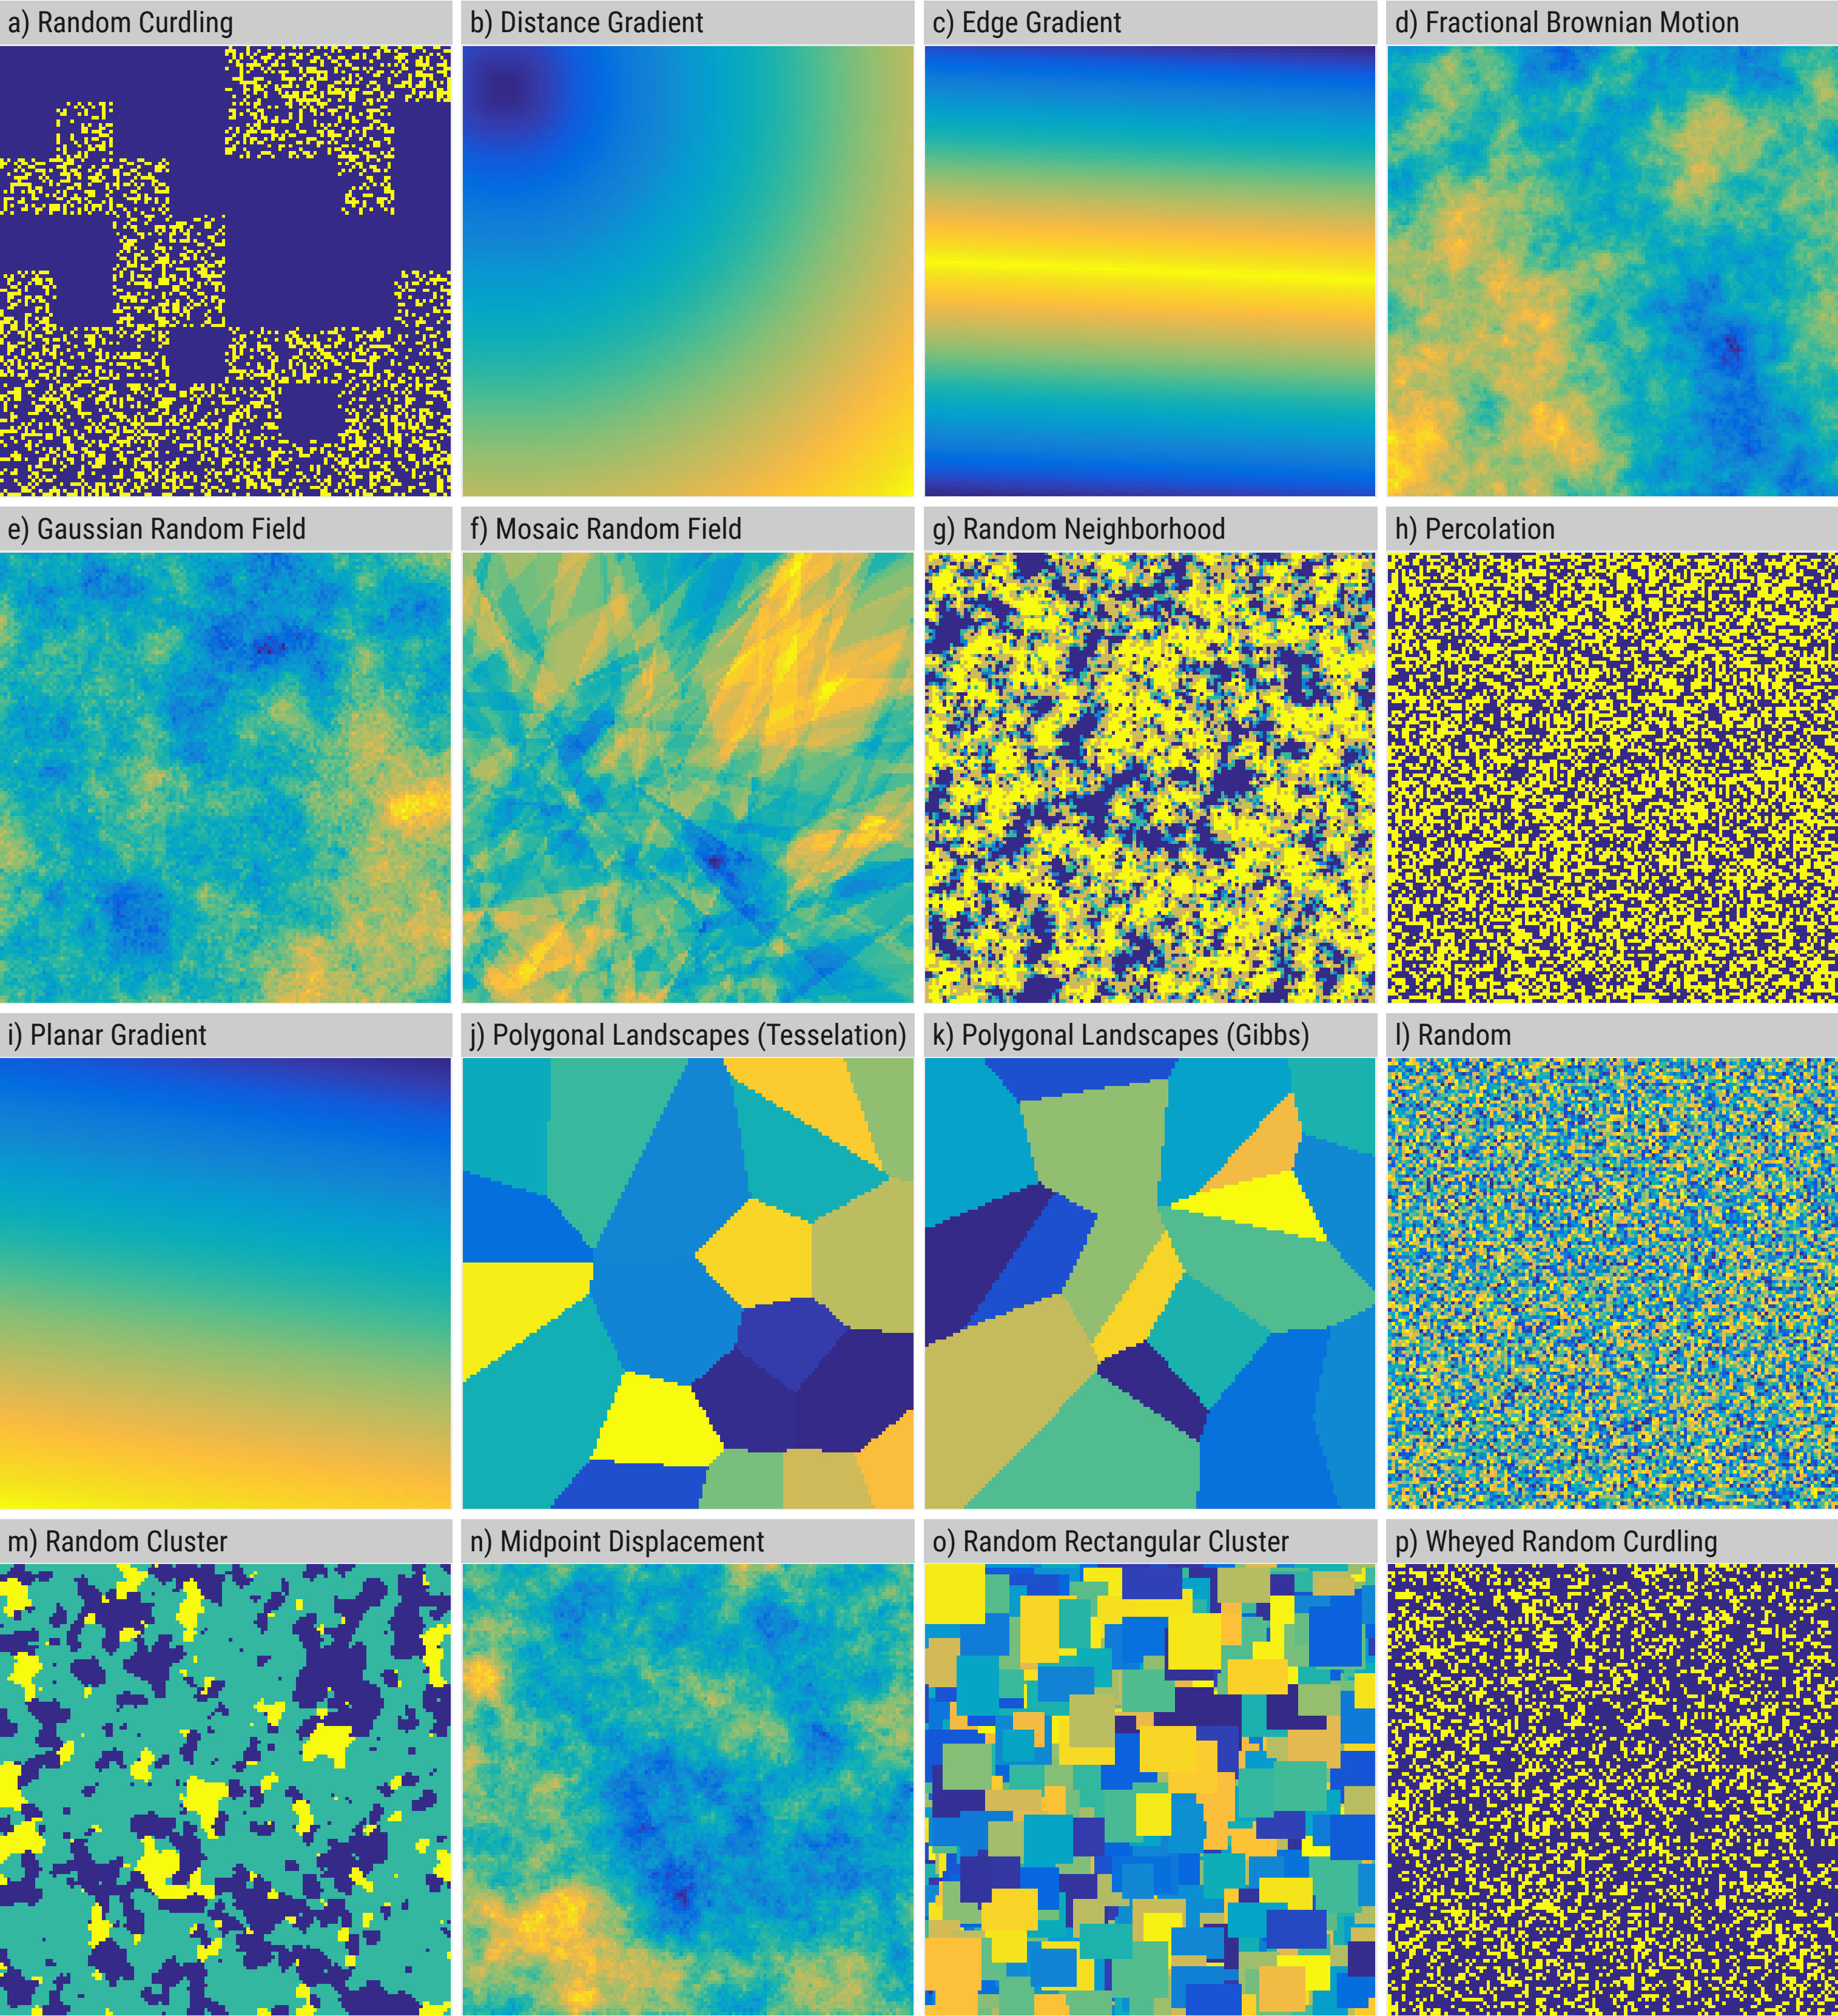 a) Random Curdling
b) Distance Gradient
c) Edge Gradient
d) Fractional Brownian Motion
e) Gaussian Random Field
f) Mosaic Random Field
g) Random Neighborhood
h) Percolation
i) Planar Gradient
j) Polygonal Landscapes (Tesselation)
k) Polygonal Landscapes (Gibbs)
l) Random
m) Random Cluster
n) Midpoint Displacement
o) Random Rectangular Cluster
p) Wheyed Random Curdling